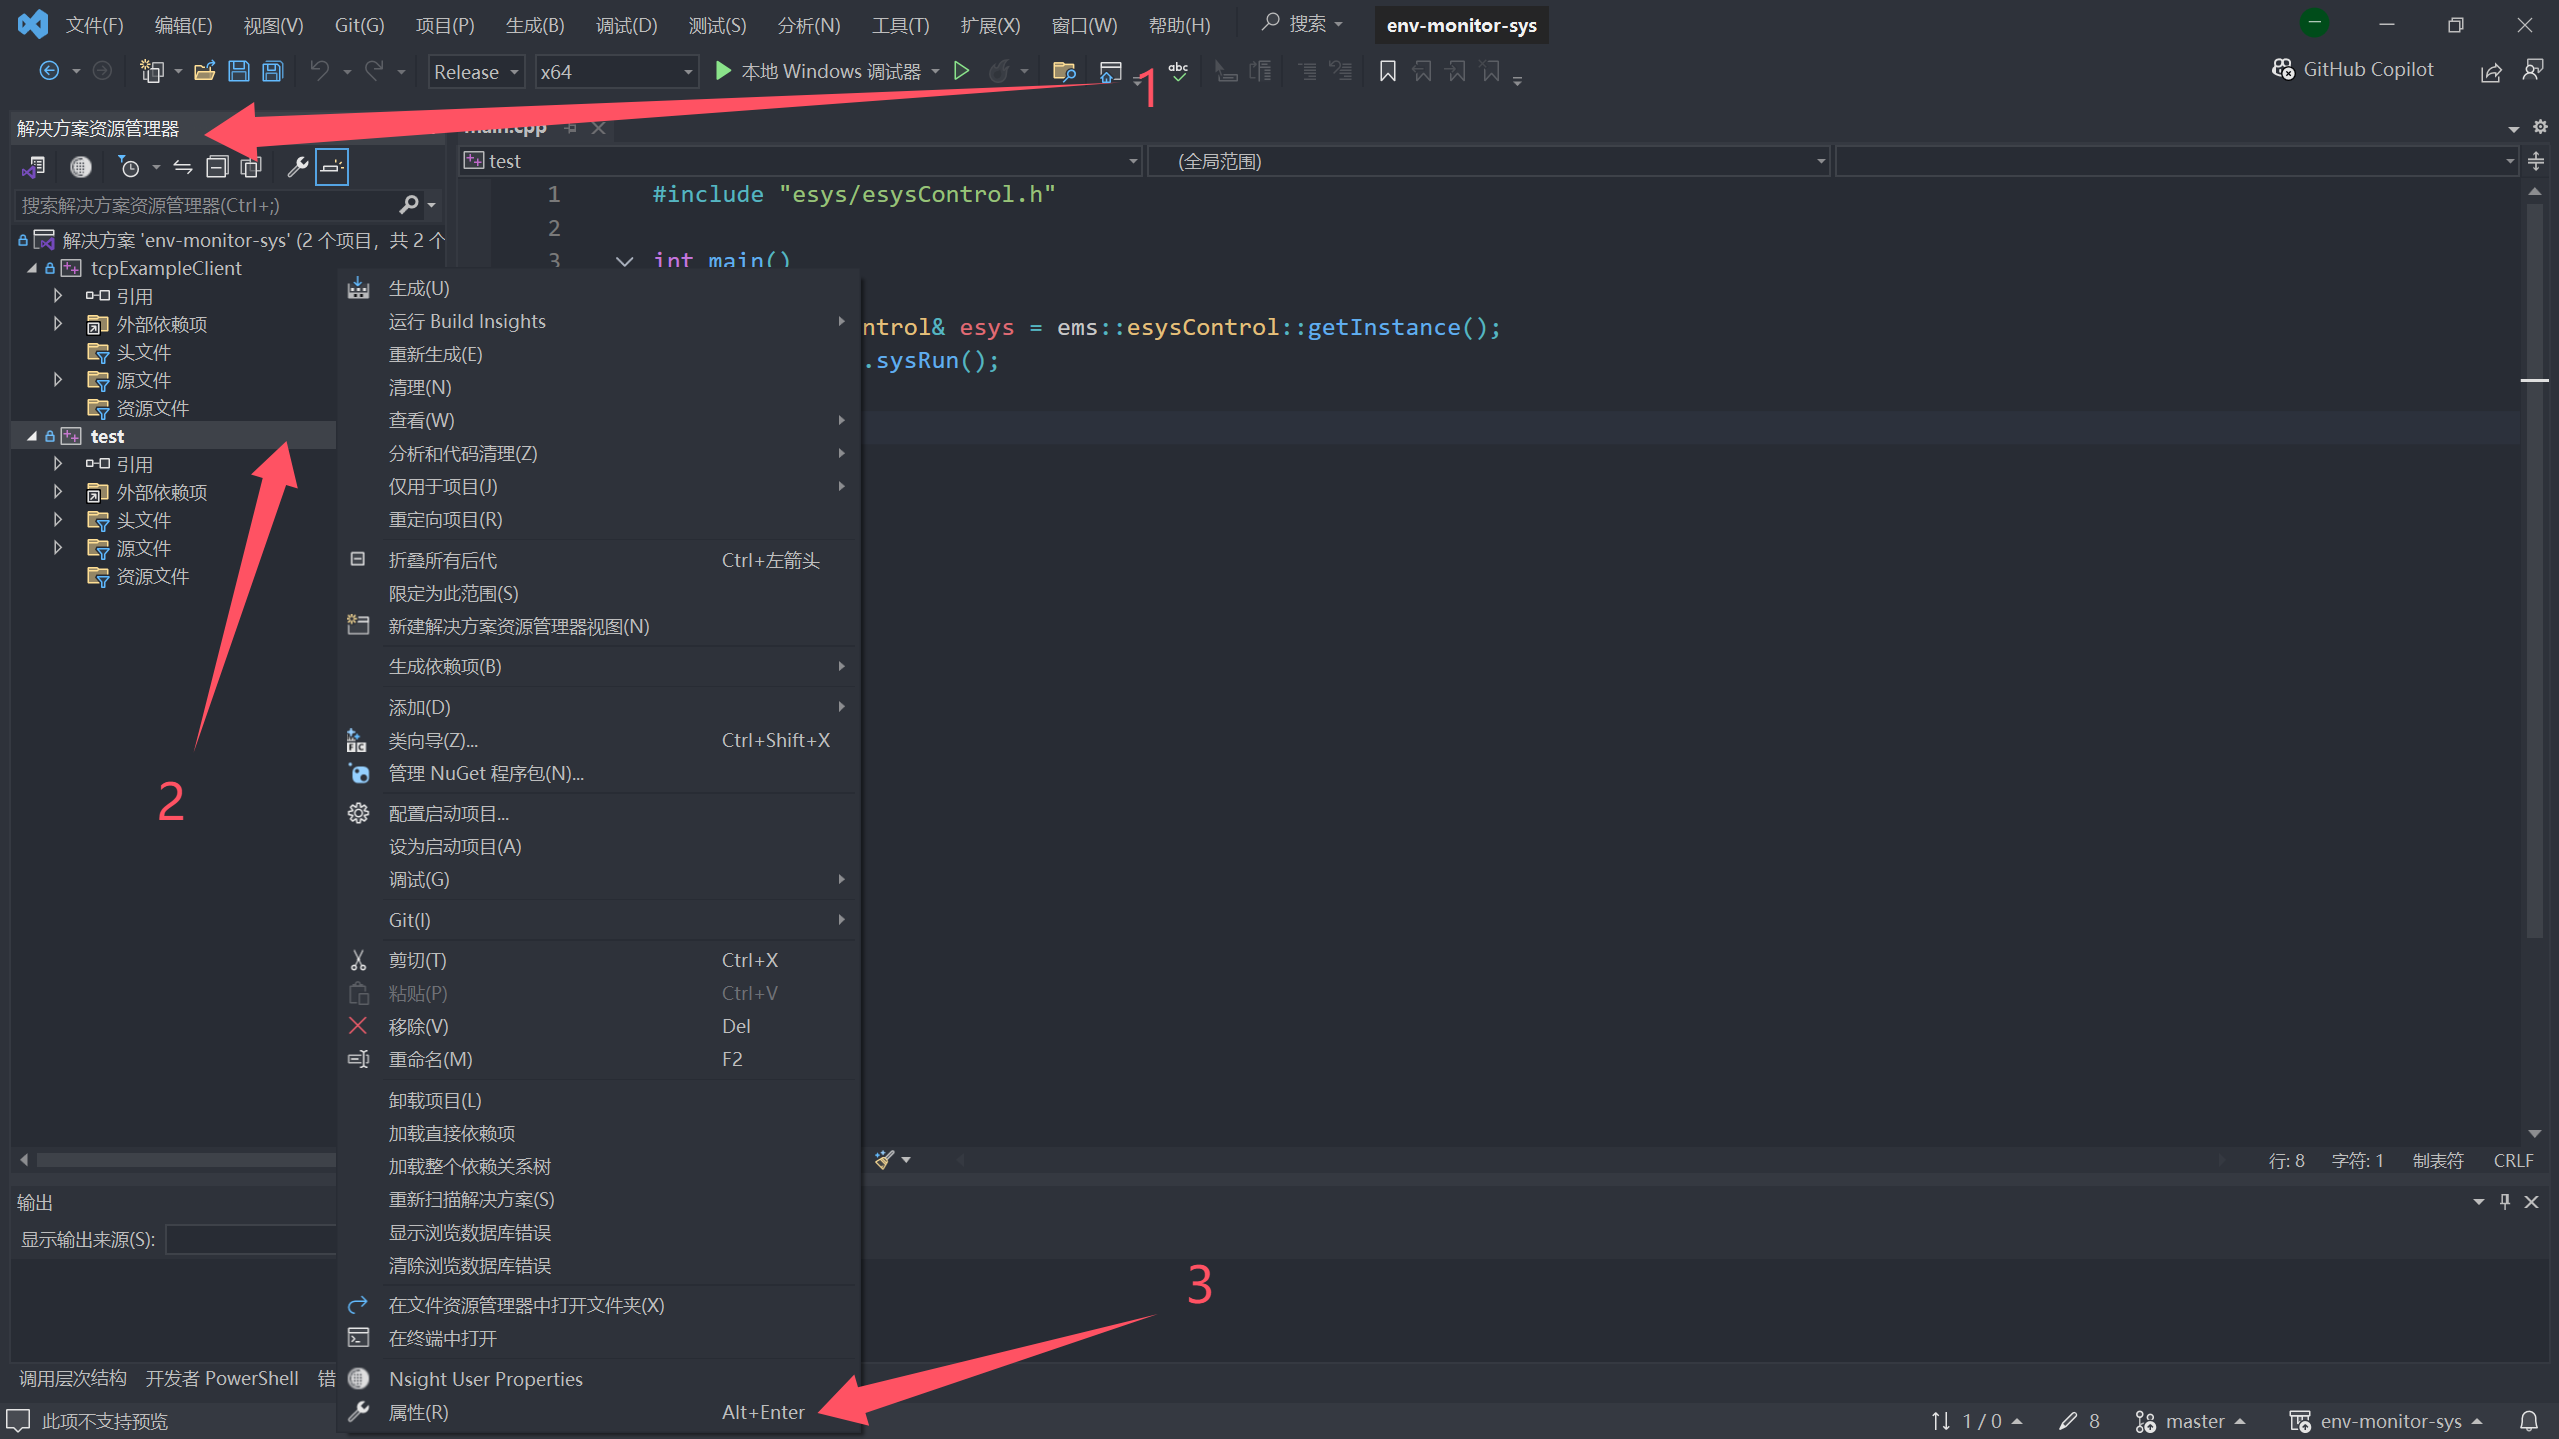 文件(F) 编辑(E) 视图(V) Git(G) 项目(P) 生成(B) 调试(D) 测试(S) 分析(N) 工具(T) 扩展(X) 窗口(W) 帮助(H) 搜索 env-monitor-sys
Release x64 本地 Windows 调试器 abc GitHub Copilot
1
解决方案资源管理器
main.cpp
test (全局范围)
搜索解决方案资源管理器(Ctrl+;)
解决方案 'env-monitor-sys' (2 个项目，共 2 个
tcpExampleClient
引用
外部依赖项
头文件
源文件
资源文件
test
引用
外部依赖项
头文件
源文件
资源文件
2
1 #include "esys/esysControl.h"
2
3 int main()
ntrol& esys = ems::esysControl::getInstance();
.sysRun();
生成(U)
运行 Build Insights
重新生成(E)
清理(N)
查看(W)
分析和代码清理(Z)
仅用于项目(J)
重定向项目(R)
折叠所有后代 Ctrl+左箭头
限定为此范围(S)
新建解决方案资源管理器视图(N)
生成依赖项(B)
添加(D)
类向导(Z)... Ctrl+Shift+X
管理 NuGet 程序包(N)...
配置启动项目...
设为启动项目(A)
调试(G)
Git(I)
剪切(T) Ctrl+X
粘贴(P) Ctrl+V
移除(V) Del
重命名(M) F2
卸载项目(L)
加载直接依赖项
加载整个依赖关系树
重新扫描解决方案(S)
显示浏览数据库错误
清除浏览数据库错误
在文件资源管理器中打开文件夹(X)
在终端中打开
Nsight User Properties
属性(R) Alt+Enter
3
行: 8 字符: 1 制表符 CRLF
输出
显示输出来源(S):
调用层次结构 开发者 PowerShell 错
此项不支持预览 1 / 0 8 master env-monitor-sys